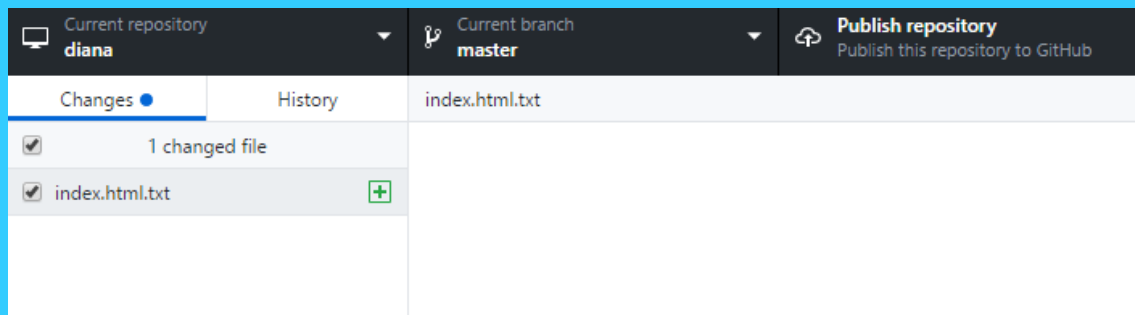 Current repository
diana
Current branch
master
Publish repository
Publish this repository to GitHub
Changes
History
index.html.txt
1 changed file
index.html.txt